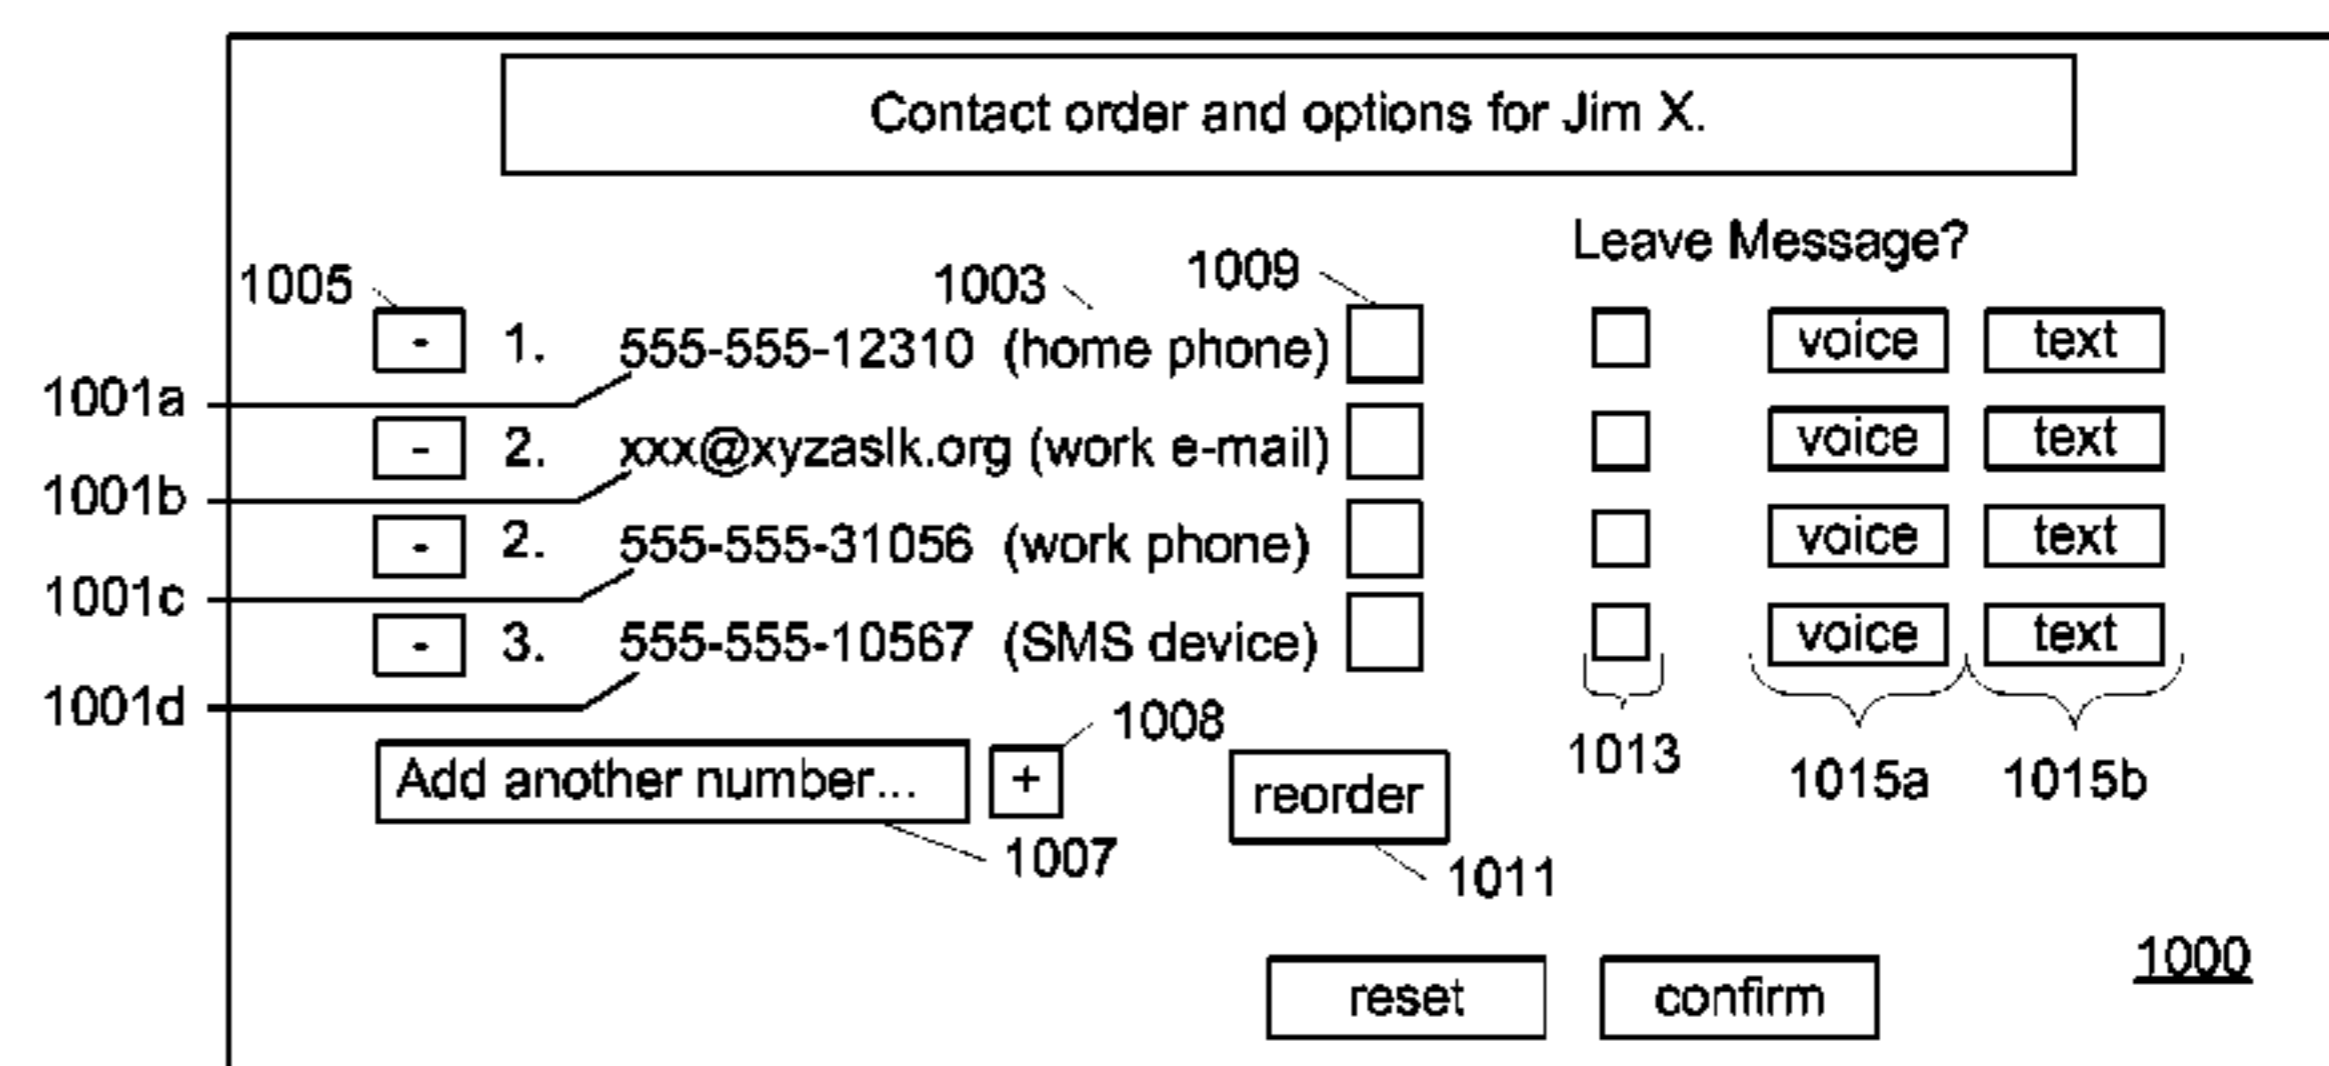 Contact order and options for Jim X.
Leave Message?
1005 1003 1009
- 1. 555-555-12310 (home phone) voice text
1001a
- 2. xxx@xyzaslk.org (work e-mail) voice text
1001b
- 2. 555-555-31056 (work phone) voice text
1001c
- 3. 555-555-10567 (SMS device) voice text
1001d
1008
Add another number... + reorder 1013 1015a 1015b
1007 1011
1000
reset confirm